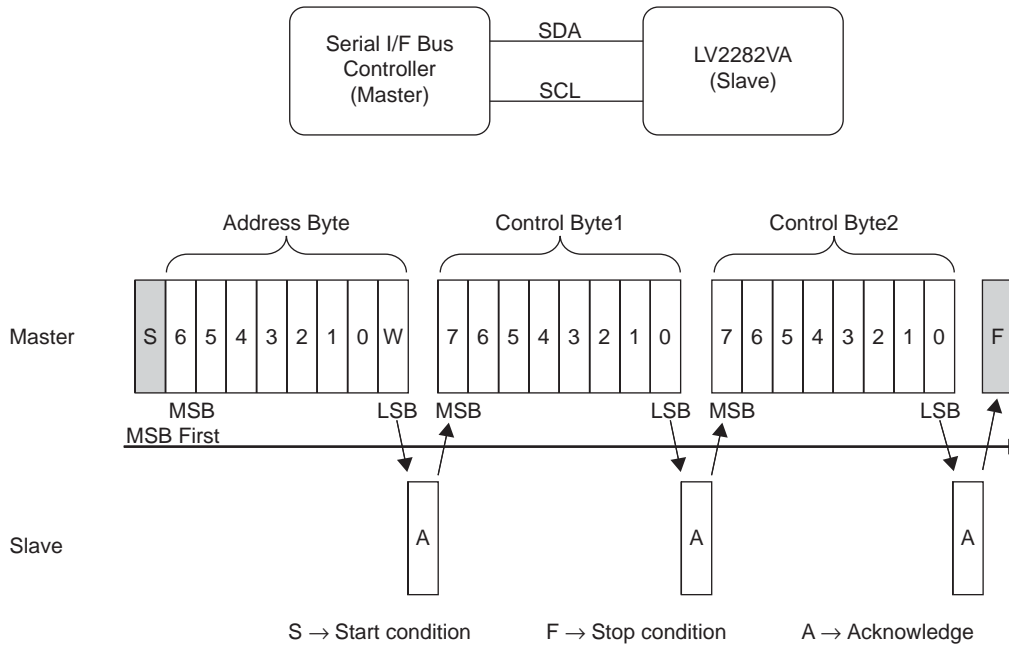 Serial I/F Bus
Controller
(Master)
SDA
SCL
LV2282VA
(Slave)
Address Byte
Control Byte1
Control Byte2
Master
S 6 5 4 3 2 1 0 W
7 6 5 4 3 2 1 0
7 6 5 4 3 2 1 0
F
MSB
LSB
MSB
LSB
MSB
LSB
MSB First
Slave
A
A
A
S → Start condition
F → Stop condition
A → Acknowledge